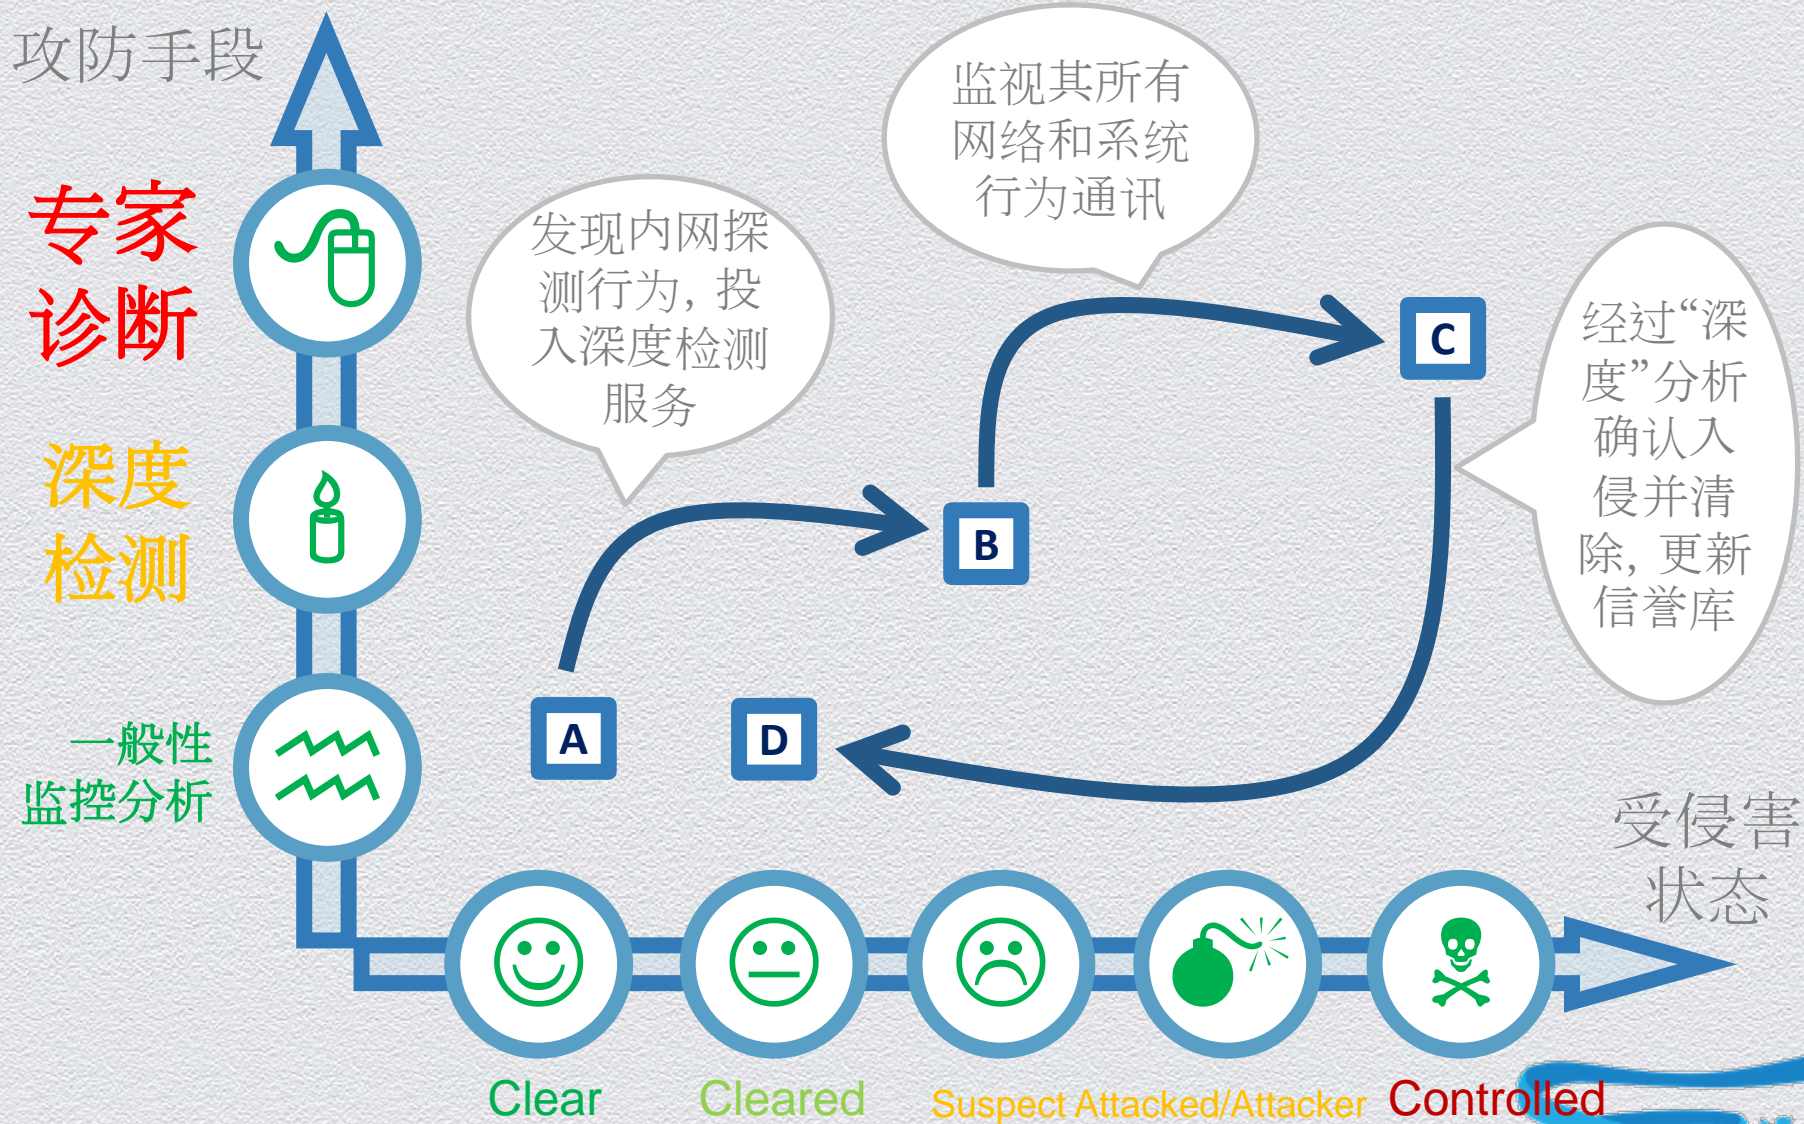 攻防手段
专家
诊断
深度
检测
一般性
监控分析
发现内网探
测行为，投
入深度检测
服务
监视其所有
网络和系统
行为通讯
经过“深
度”分析
确认入
侵并清
除，更新
信誉库
A
B
C
D
受侵害
状态
Clear
Cleared
Suspect Attacked/Attacker
Controlled